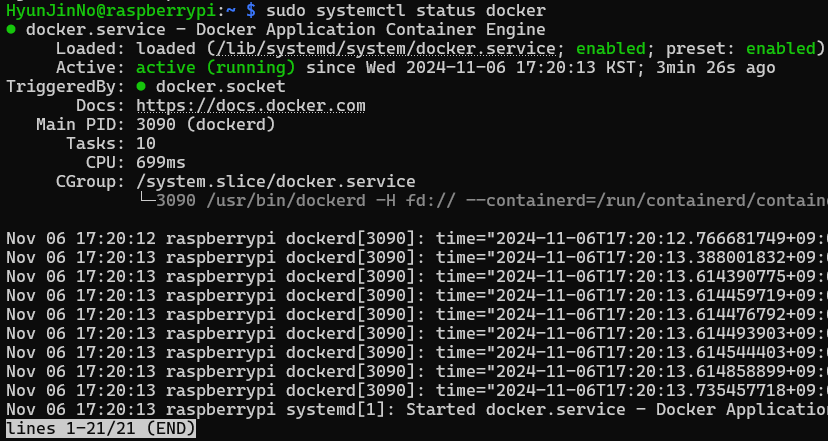 HyunJinNo@raspberrypi:~ $ sudo systemctl status docker
● docker.service - Docker Application Container Engine
     Loaded: loaded (/lib/systemd/system/docker.service; enabled; preset: enabled)
     Active: active (running) since Wed 2024-11-06 17:20:13 KST; 3min 26s ago
TriggeredBy: ● docker.socket
       Docs: https://docs.docker.com
   Main PID: 3090 (dockerd)
      Tasks: 10
        CPU: 699ms
     CGroup: /system.slice/docker.service
             └─3090 /usr/bin/dockerd -H fd:// --containerd=/run/containerd/contain
Nov 06 17:20:12 raspberrypi dockerd[3090]: time="2024-11-06T17:20:12.766681749+09:
Nov 06 17:20:13 raspberrypi dockerd[3090]: time="2024-11-06T17:20:13.388001832+09:
Nov 06 17:20:13 raspberrypi dockerd[3090]: time="2024-11-06T17:20:13.614390775+09:
Nov 06 17:20:13 raspberrypi dockerd[3090]: time="2024-11-06T17:20:13.614459719+09:
Nov 06 17:20:13 raspberrypi dockerd[3090]: time="2024-11-06T17:20:13.614476792+09:
Nov 06 17:20:13 raspberrypi dockerd[3090]: time="2024-11-06T17:20:13.614493903+09:
Nov 06 17:20:13 raspberrypi dockerd[3090]: time="2024-11-06T17:20:13.614544403+09:
Nov 06 17:20:13 raspberrypi dockerd[3090]: time="2024-11-06T17:20:13.614858899+09:
Nov 06 17:20:13 raspberrypi dockerd[3090]: time="2024-11-06T17:20:13.735457718+09:
Nov 06 17:20:13 raspberrypi systemd[1]: Started docker.service - Docker Applicatio
lines 1-21/21 (END)